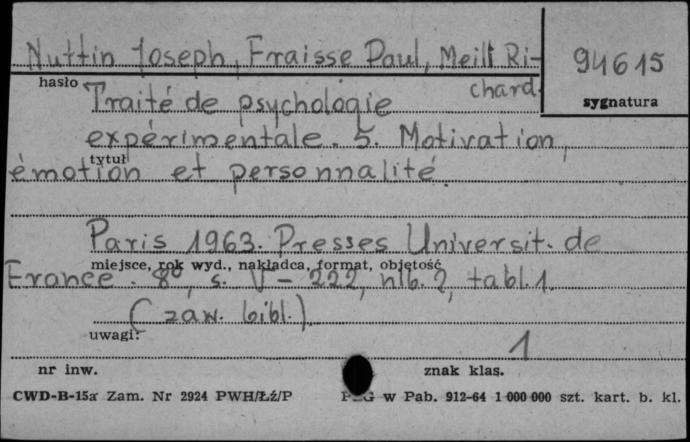 Nuttin Joseph, Fraisse Paul, Meili Ri-
chard.
94615
hasło
sygnatura
Traité de psychologie
expérimentale. 5. Motivation,
tytuł
émotion et personnalité.
Paris 1963. Presses Universit. de
miejsce, rok wyd., nakładca, format, objętość
France. 8°, s. V - 222, nlb. 2, tabl. 1.
(zaw. bibl.).
uwagi:
1
nr inw.
znak klas.
CWD-B-15a Zam. Nr 2924 PWH/Łź/P
w Pab. 912-64 1 000 000 szt. kart. b. kl.